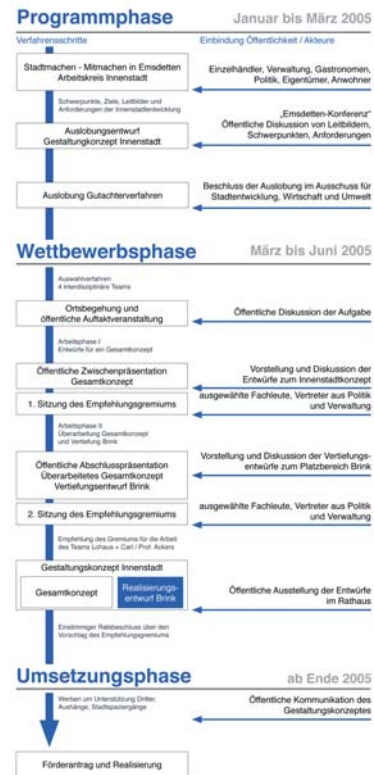 Programmphase Januar bis März 2005
Verfahrensschritte Einbindung Öffentlichkeit / Akteure
Stadtmachen - Mitmachen in Emsdetten
Arbeitskreis Innenstadt
Einzelhändler, Verwaltung, Gastronomen,
Politik, Eigentümer, Anwohner
Schwerpunkte, Ziele, Leitbilder und
Anforderungen der Innenstadtentwicklung
Auslobungsentwurf
Gestaltungkonzept Innenstadt
„Emsdetten-Konferenz"
Öffentliche Diskussion von Leitbildern,
Schwerpunkten, Anforderungen
Auslobung Gutachterverfahren
Beschluss der Auslobung im Ausschuss für
Stadtentwicklung, Wirtschaft und Umwelt
Wettbewerbsphase März bis Juni 2005
Auswahlverfahren
4 interdisziplinäre Teams
Ortsbegehung und
öffentliche Auftaktveranstaltung
Öffentliche Diskussion der Aufgabe
Arbeitsphase I
Entwürfe für ein Gesamtkonzept
Öffentliche Zwischenpräsentation
Gesamtkonzept
Vorstellung und Diskussion der
Entwürfe zum Innenstadtkonzept
1. Sitzung des Empfehlungsgremiums
ausgewählte Fachleute, Vertreter aus Politik
und Verwaltung
Arbeitsphase II
Überarbeitung Gesamtkonzept
und Vertiefung Brink
Öffentliche Abschlusspräsentation
Überarbeitetes Gesamtkonzept
Vertiefungsentwurf Brink
Vorstellung und Diskussion der Vertiefungs-
entwürfe zum Platzbereich Brink
2. Sitzung des Empfehlungsgremiums
ausgewählte Fachleute, Vertreter aus Politik
und Verwaltung
Empfehlung des Gremiums für die Arbeit
des Teams Lohaus + Carl / Prof. Ackers
Gestaltungskonzept Innenstadt
Gesamtkonzept
Realisierungs-
entwurf Brink
Öffentliche Ausstellung der Entwürfe
im Rathaus
Einstimmiger Ratsbeschluss über den
Vorschlag des Empfehlungsgremiums
Umsetzungsphase ab Ende 2005
Werben um Unterstützung Dritter,
Aushänge, Stadtspaziergänge
Öffentliche Kommunikation des
Gestaltungskonzeptes
Förderantrag und Realisierung